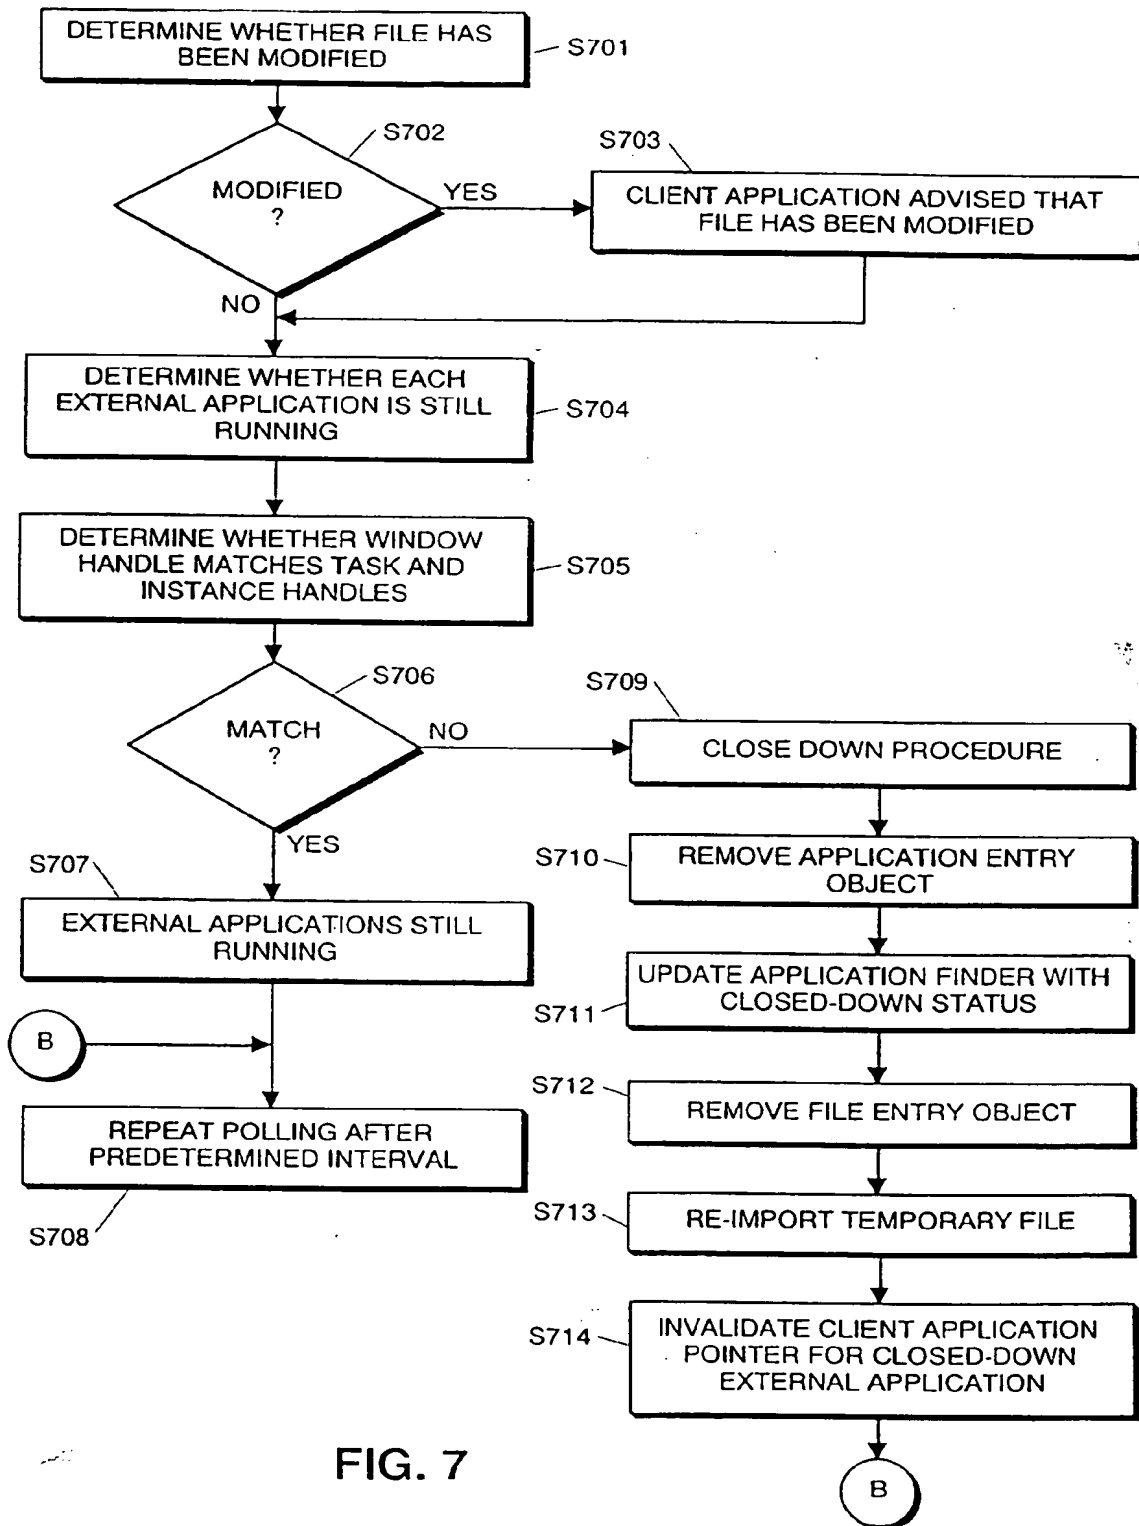 DETERMINE WHETHER FILE HAS
BEEN MODIFIED
S701
S702
MODIFIED
?
YES
S703
CLIENT APPLICATION ADVISED THAT
FILE HAS BEEN MODIFIED
NO
DETERMINE WHETHER EACH
EXTERNAL APPLICATION IS STILL
RUNNING
S704
DETERMINE WHETHER WINDOW
HANDLE MATCHES TASK AND
INSTANCE HANDLES
S705
S706
MATCH
?
NO
YES
S707
EXTERNAL APPLICATIONS STILL
RUNNING
B
REPEAT POLLING AFTER
PREDETERMINED INTERVAL
S708
S709
CLOSE DOWN PROCEDURE
S710
REMOVE APPLICATION ENTRY
OBJECT
S711
UPDATE APPLICATION FINDER WITH
CLOSED-DOWN STATUS
S712
REMOVE FILE ENTRY OBJECT
S713
RE-IMPORT TEMPORARY FILE
S714
INVALIDATE CLIENT APPLICATION
POINTER FOR CLOSED-DOWN
EXTERNAL APPLICATION
B
FIG. 7